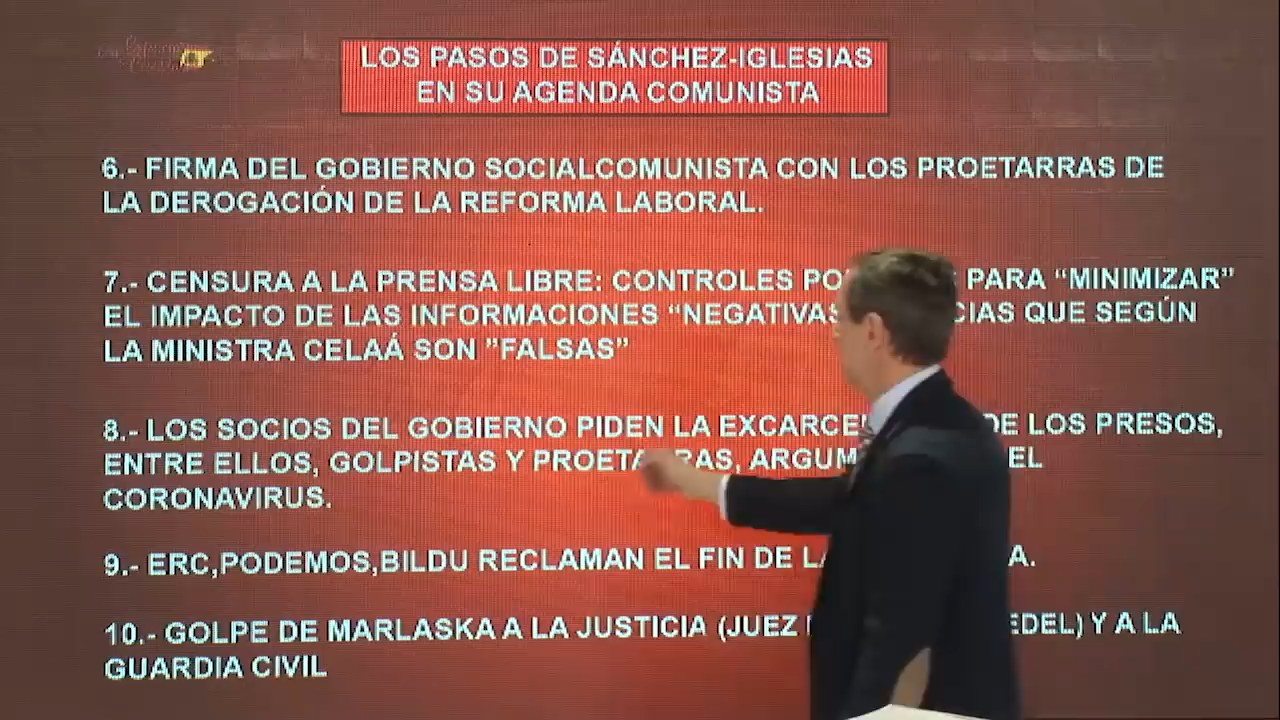 LOS PASOS DE SÁNCHEZ-IGLESIAS
EN SU AGENDA COMUNISTA
6.- FIRMA DEL GOBIERNO SOCIALCOMUNISTA CON LOS PROETARRAS DE
LA DEROGACIÓN DE LA REFORMA LABORAL.
7.- CENSURA A LA PRENSA LIBRE: CONTROLES PARA “MINIMIZAR”
EL IMPACTO DE LAS INFORMACIONES “NEGATIVAS QUE SEGÚN
LA MINISTRA CELAÁ SON ”FALSAS”
8.- LOS SOCIOS DEL GOBIERNO PIDEN LA DE LOS PRESOS,
ENTRE ELLOS, GOLPISTAS Y EL
CORONAVIRUS.
9.- ERC,PODEMOS,BILDU RECLAMAN EL FIN DE
10.- GOLPE DE MARLASKA A LA JUSTICIA (JUEZ Y A LA
GUARDIA CIVIL